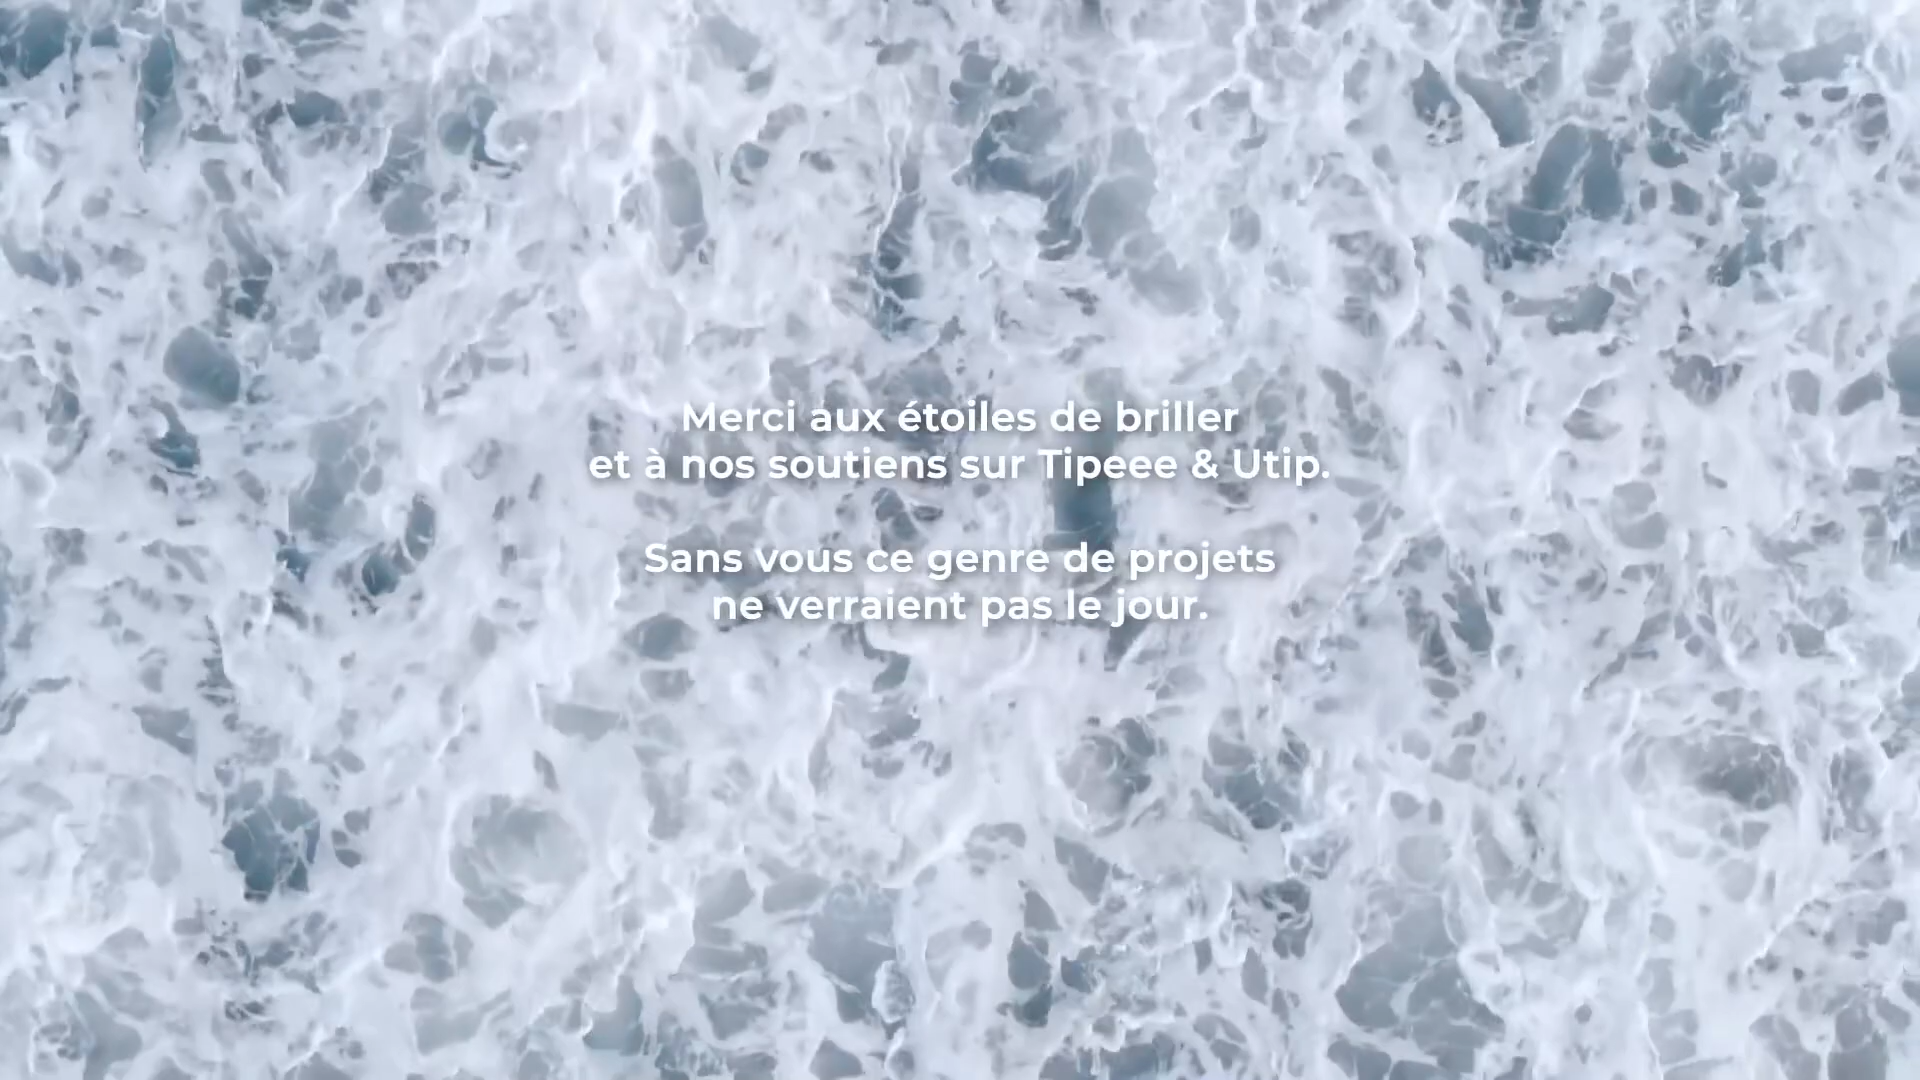 Merci aux étoiles de briller
et à nos soutiens sur Tipeee & Utip.
Sans vous ce genre de projets
ne verraient pas le jour.